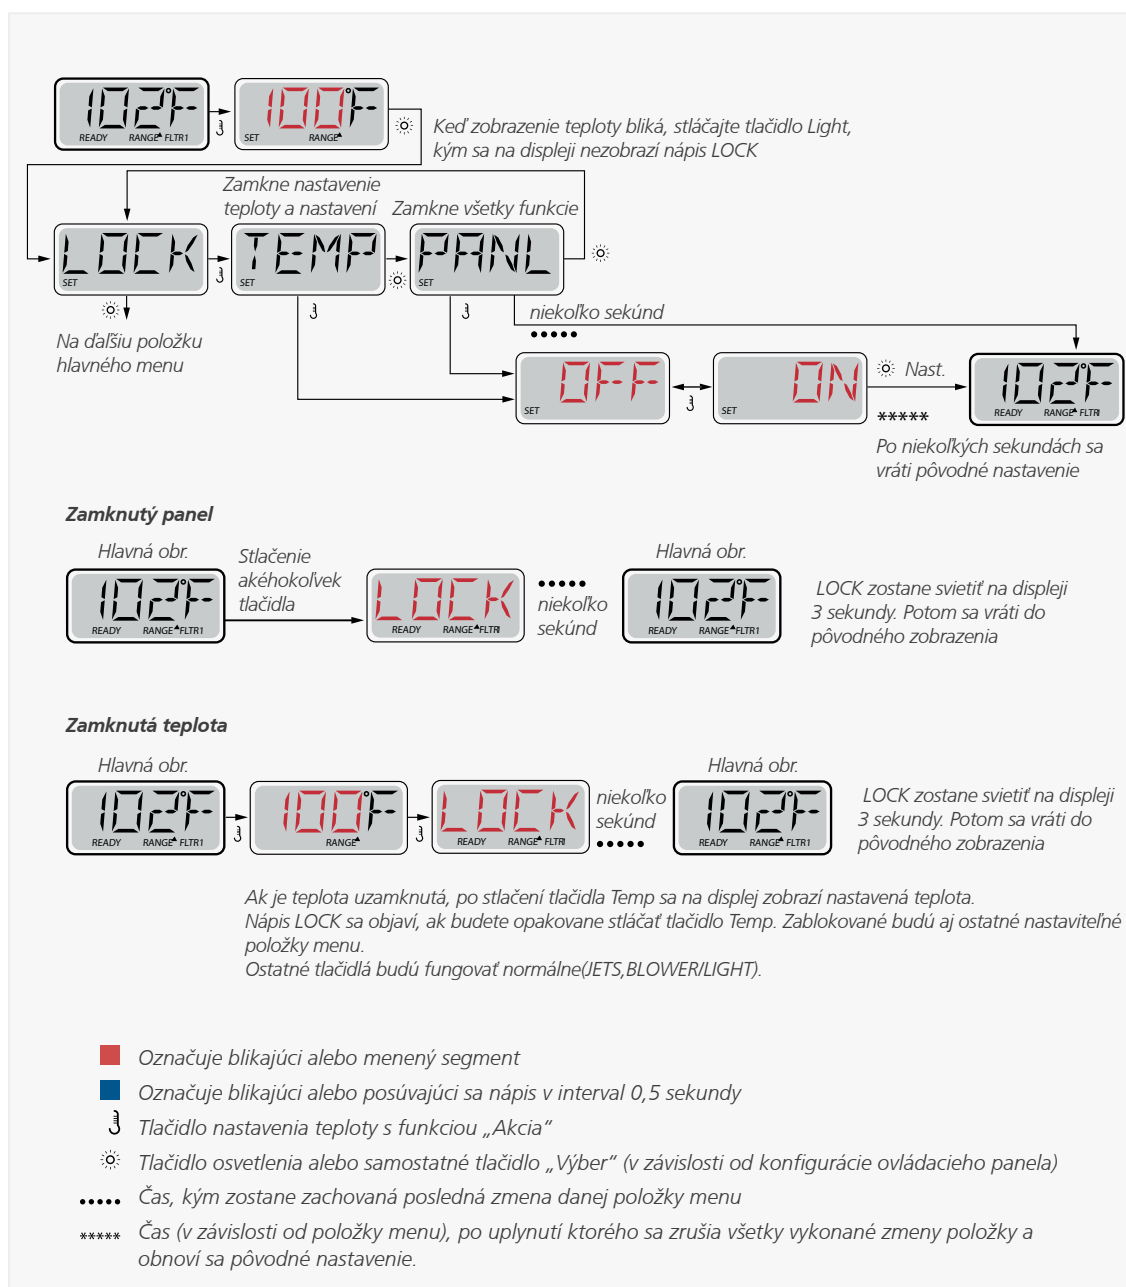 102°F
READY RANGE FLTR1
100°F
SET RANGE
Keď zobrazenie teploty bliká, stláčajte tlačidlo Light,
kým sa na displeji nezobrazí nápis LOCK
Zamkne nastavenie
teploty a nastavení
Zamkne všetky funkcie
LOCK
SET
TEMP
SET
PANL
SET
Na ďaľšiu položku
hlavného menu
niekoľko sekúnd
OFF
SET
ON
SET
Nast.
102°F
READY RANGE FLTR1
*****
Po niekoľkých sekundách sa
vráti pôvodné nastavenie
Zamknutý panel
Hlavná obr.
102°F
READY RANGE FLTR1
Stlačenie
akéhokoľvek
tlačidla
LOCK
READY RANGE FLTR1
niekoľko
sekúnd
Hlavná obr.
102°F
READY RANGE FLTR1
LOCK zostane svietiť na displeji
3 sekundy. Potom sa vráti do
pôvodného zobrazenia
Zamknutá teplota
Hlavná obr.
102°F
READY RANGE FLTR1
100°F
RANGE
LOCK
READY RANGE FLTR1
niekoľko
sekúnd
Hlavná obr.
102°F
READY RANGE FLTR1
LOCK zostane svietiť na displeji
3 sekundy. Potom sa vráti do
pôvodného zobrazenia
Ak je teplota uzamknutá, po stlačení tlačidla Temp sa na displej zobrazí nastavená teplota.
Nápis LOCK sa objaví, ak budete opakovane stláčať tlačidlo Temp. Zablokované budú aj ostatné nastaviteľné
položky menu.
Ostatné tlačidlá budú fungovať normálne(JETS,BLOWER/LIGHT).
Označuje blikajúci alebo menený segment
Označuje blikajúci alebo posúvajúci sa nápis v interval 0,5 sekundy
Tlačidlo nastavenia teploty s funkciou „Akcia“
Tlačidlo osvetlenia alebo samostatné tlačidlo „Výber“ (v závislosti od konfigurácie ovládacieho panela)
Čas, kým zostane zachovaná posledná zmena danej položky menu
***** Čas (v závislosti od položky menu), po uplynutí ktorého sa zrušia všetky vykonané zmeny položky a
obnoví sa pôvodné nastavenie.